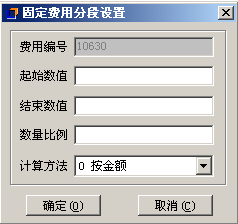 固定费用分段设置
费用编号 10630
起始数值
结束数值
数量比例
计算方法 0 按金额
确定(O) 取消(C)